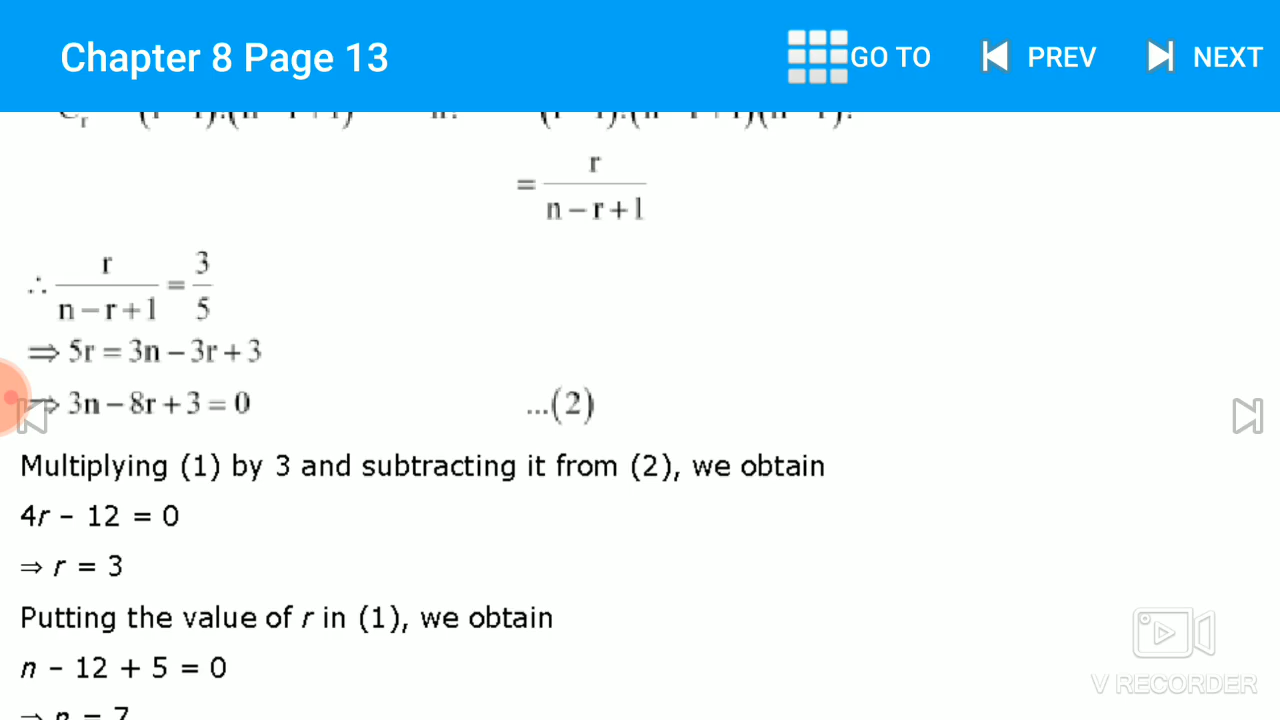 Chapter 8 Page 13
GO TO
PREV
NEXT
= r / (n – r + 1)
∴ r / (n – r + 1) = 3 / 5
⇒ 5r = 3n – 3r + 3
⇒ 3n – 8r + 3 = 0 ...(2)
Multiplying (1) by 3 and subtracting it from (2), we obtain
4r – 12 = 0
⇒ r = 3
Putting the value of r in (1), we obtain
n – 12 + 5 = 0
⇒ n = 7
V RECORDER